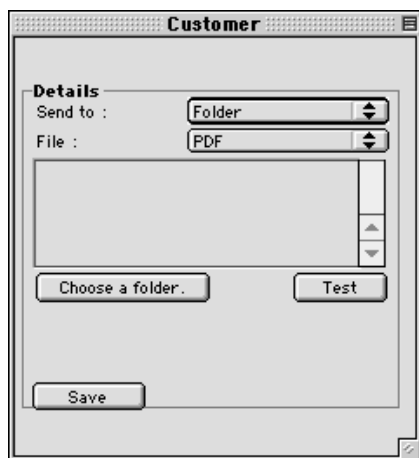 Customer
Details
Send to :
Folder
File :
PDF
Choose a folder.
Test
Save